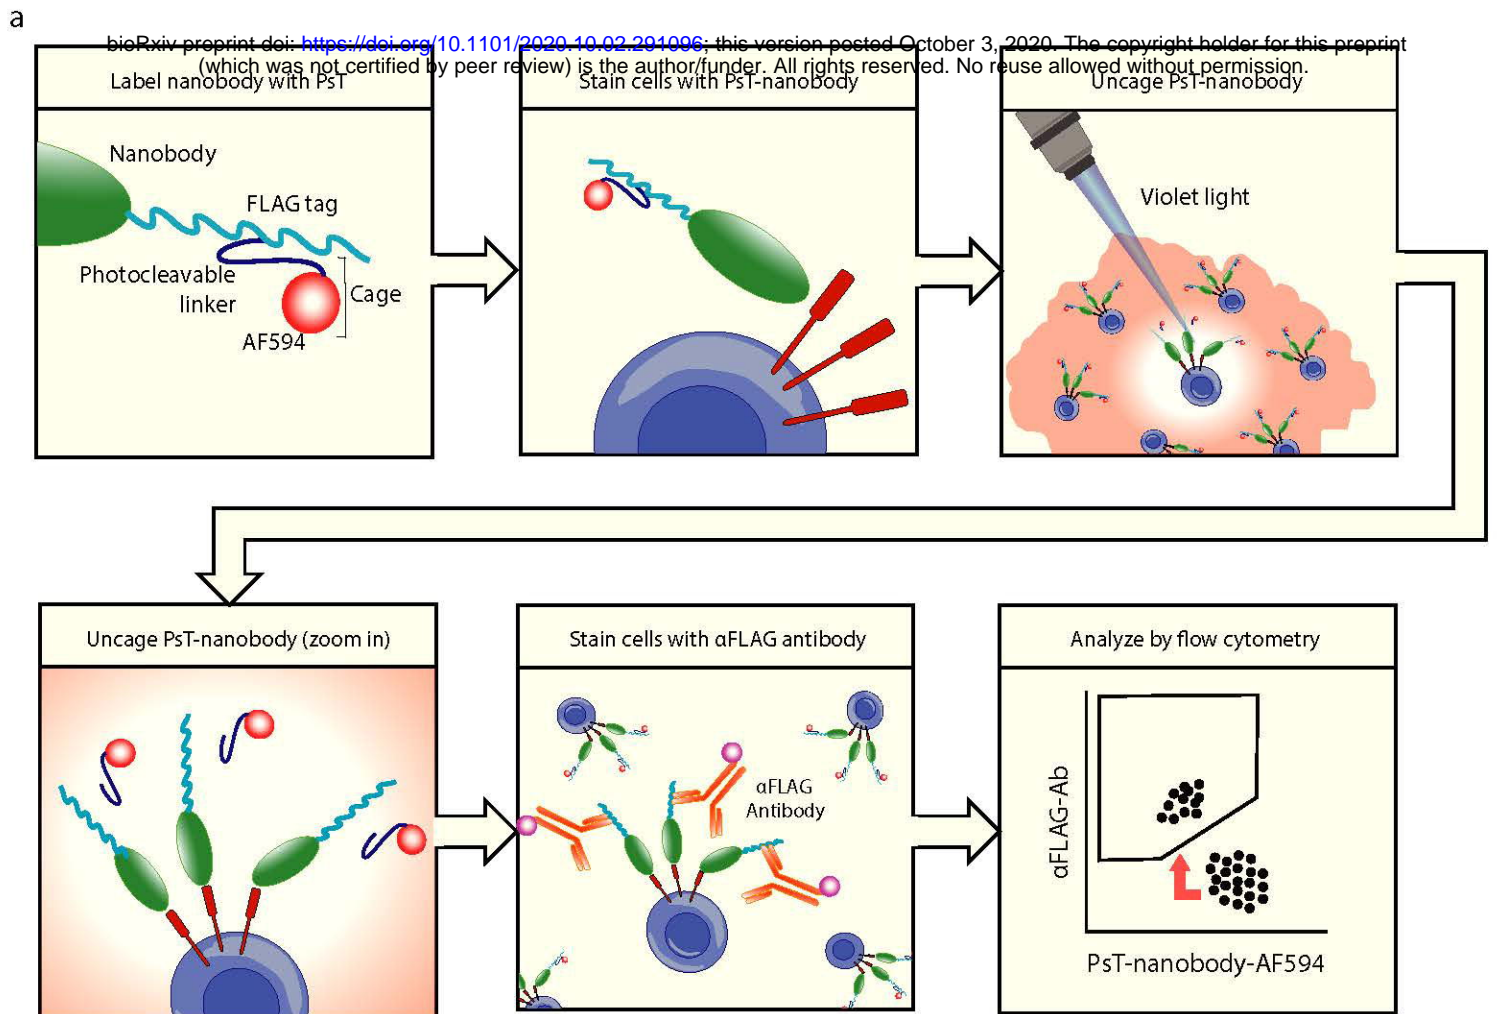 a
bioRxiv preprint doi: https://doi.org/10.1101/2020.10.02.291096; this version posted October 3, 2020. The copyright holder for this preprint
(which was not certified by peer review) is the author/funder. All rights reserved. No reuse allowed without permission.
Label nanobody with PsT
Nanobody
FLAG tag
Photocleavable
linker
Cage
AF594
Stain cells with PsT-nanobody
Uncage PsT-nanobody
Violet light
Uncage PsT-nanobody (zoom in)
Stain cells with αFLAG antibody
αFLAG
Antibody
Analyze by flow cytometry
αFLAG-Ab
PsT-nanobody-AF594